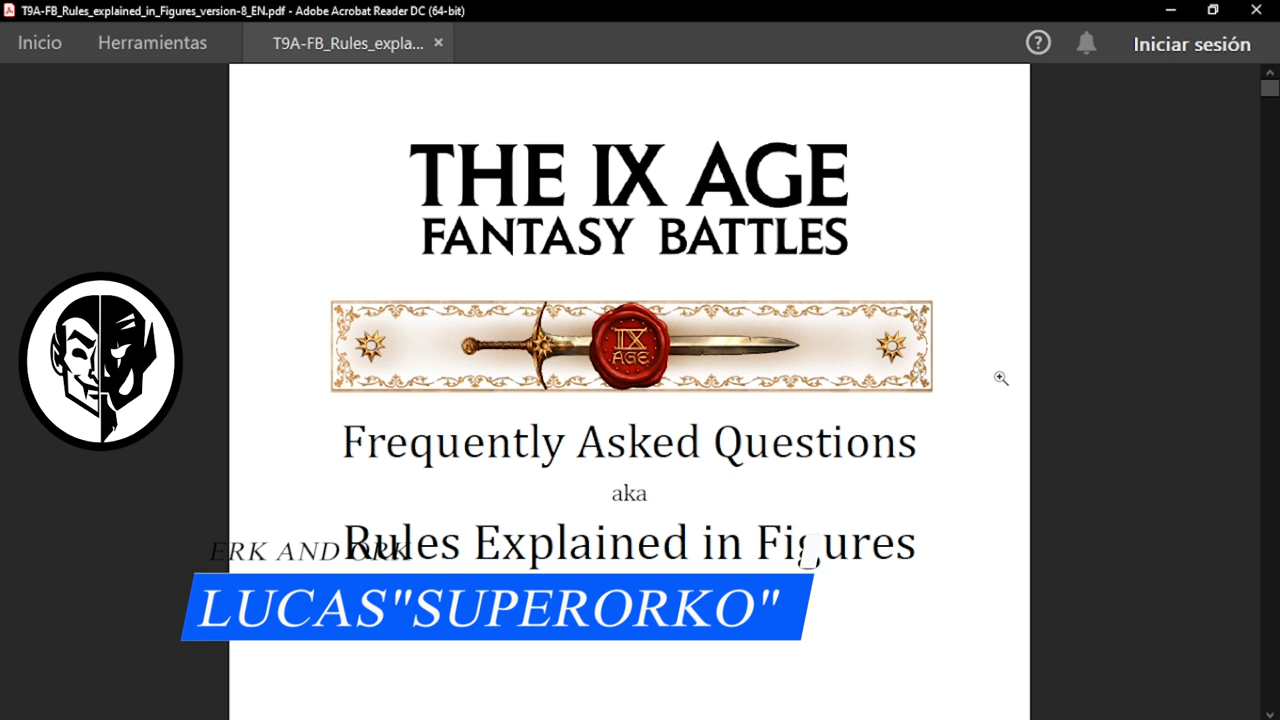 T9A-FB_Rules_explained_in_Figures_version-8_EN.pdf - Adobe Acrobat Reader DC (64-bit)
Inicio Herramientas T9A-FB_Rules_expla... × ? Iniciar sesión
THE IX AGE
FANTASY BATTLES
IX
AGE
Frequently Asked Questions
aka
Rules Explained in Figures
ERK AND ORK
LUCAS"SUPERORKO"